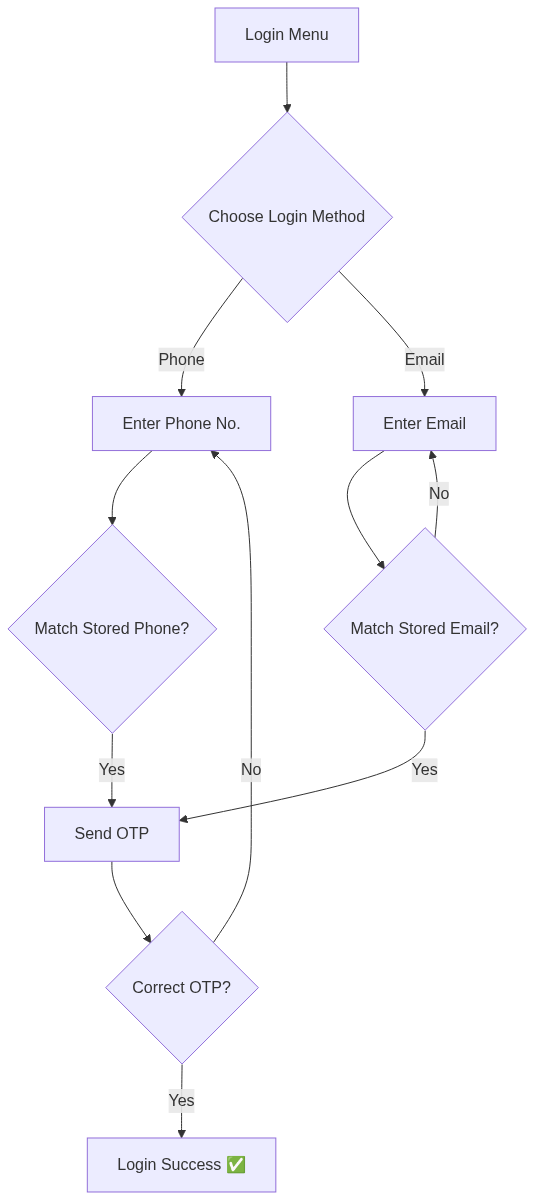 Login Menu
Choose Login Method
Phone
Email
Enter Phone No.
Enter Email
No
Match Stored Phone?
Match Stored Email?
Yes
No
Yes
Send OTP
Correct OTP?
Yes
Login Success ✅